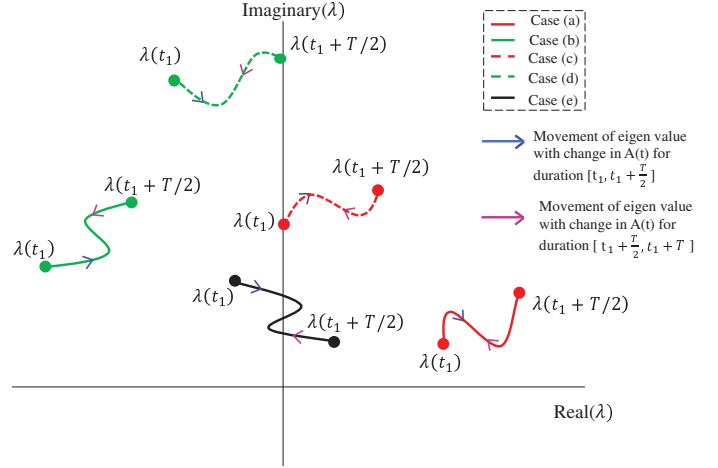 Imaginary(λ)
λ(t₁)
λ(t₁ + T/2)
Case (a)
Case (b)
Case (c)
Case (d)
Case (e)
Movement of eigen value
with change in A(t) for
duration [t₁, t₁ + T/2 ]
Movement of eigen value
with change in A(t) for
duration [ t₁ + T/2, t₁ + T ]
λ(t₁ + T/2)
λ(t₁ + T/2)
λ(t₁)
λ(t₁)
λ(t₁)
λ(t₁ + T/2)
λ(t₁ + T/2)
λ(t₁)
Real(λ)